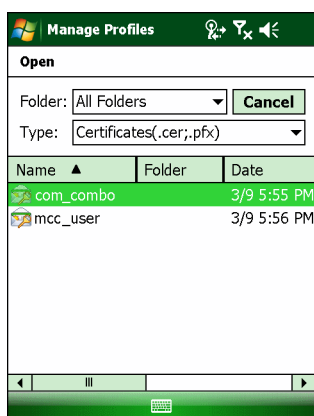 Manage Profiles
Open
Folder: All Folders Cancel
Type: Certificates(.cer;.pfx)
Name Folder Date
com_combo 3/9 5:55 PM
mcc_user 3/9 5:56 PM